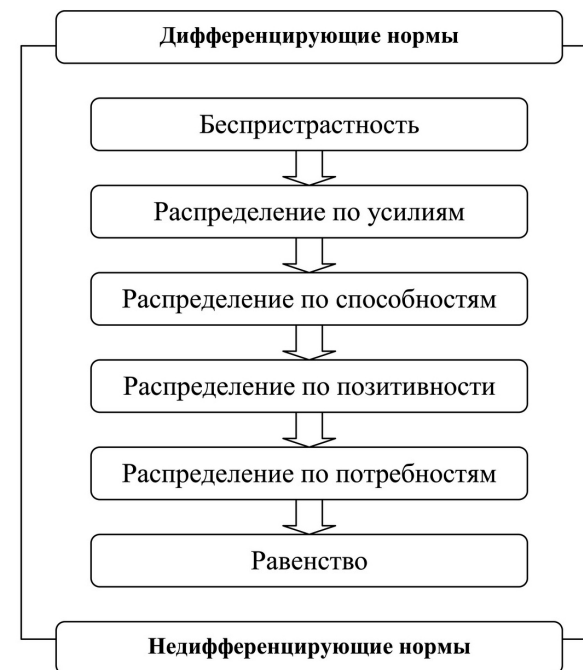 Дифференцирующие нормы
Беспристрастность
Распределение по усилиям
Распределение по способностям
Распределение по позитивности
Распределение по потребностям
Равенство
Недифференцирующие нормы